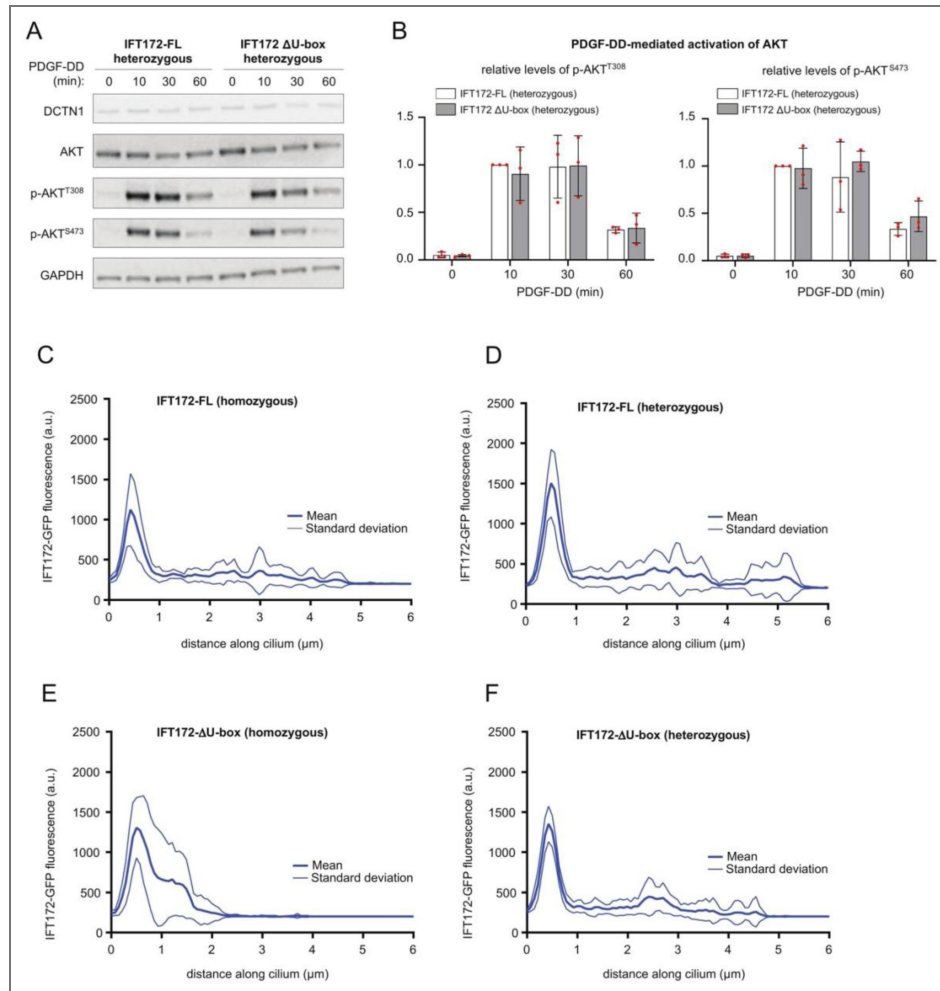 A
IFT172-FL
heterozygous
IFT172 ΔU-box
heterozygous
PDGF-DD
(min):
0 10 30 60 0 10 30 60
DCTN1
AKT
p-AKT^T308
p-AKT^S473
GAPDH
B
PDGF-DD-mediated activation of AKT
relative levels of p-AKT^T308
IFT172-FL (heterozygous)
IFT172 ΔU-box (heterozygous)
1.5
1.0
0.5
0.0
0 10 30 60
PDGF-DD (min)
relative levels of p-AKT^S473
IFT172-FL (heterozygous)
IFT172 ΔU-box (heterozygous)
1.5
1.0
0.5
0.0
0 10 30 60
PDGF-DD (min)
C
IFT172-FL (homozygous)
IFT172-GFP fluorescence (a.u.)
2500
2000
1500
1000
500
0
Mean
Standard deviation
0 1 2 3 4 5 6
distance along cilium (µm)
D
IFT172-FL (heterozygous)
IFT172-GFP fluorescence (a.u.)
2500
2000
1500
1000
500
0
Mean
Standard deviation
0 1 2 3 4 5 6
distance along cilium (µm)
E
IFT172-ΔU-box (homozygous)
IFT172-GFP fluorescence (a.u.)
2500
2000
1500
1000
500
0
Mean
Standard deviation
0 1 2 3 4 5 6
distance along cilium (µm)
F
IFT172-ΔU-box (heterozygous)
IFT172-GFP fluorescence (a.u.)
2500
2000
1500
1000
500
0
Mean
Standard deviation
0 1 2 3 4 5 6
distance along cilium (µm)